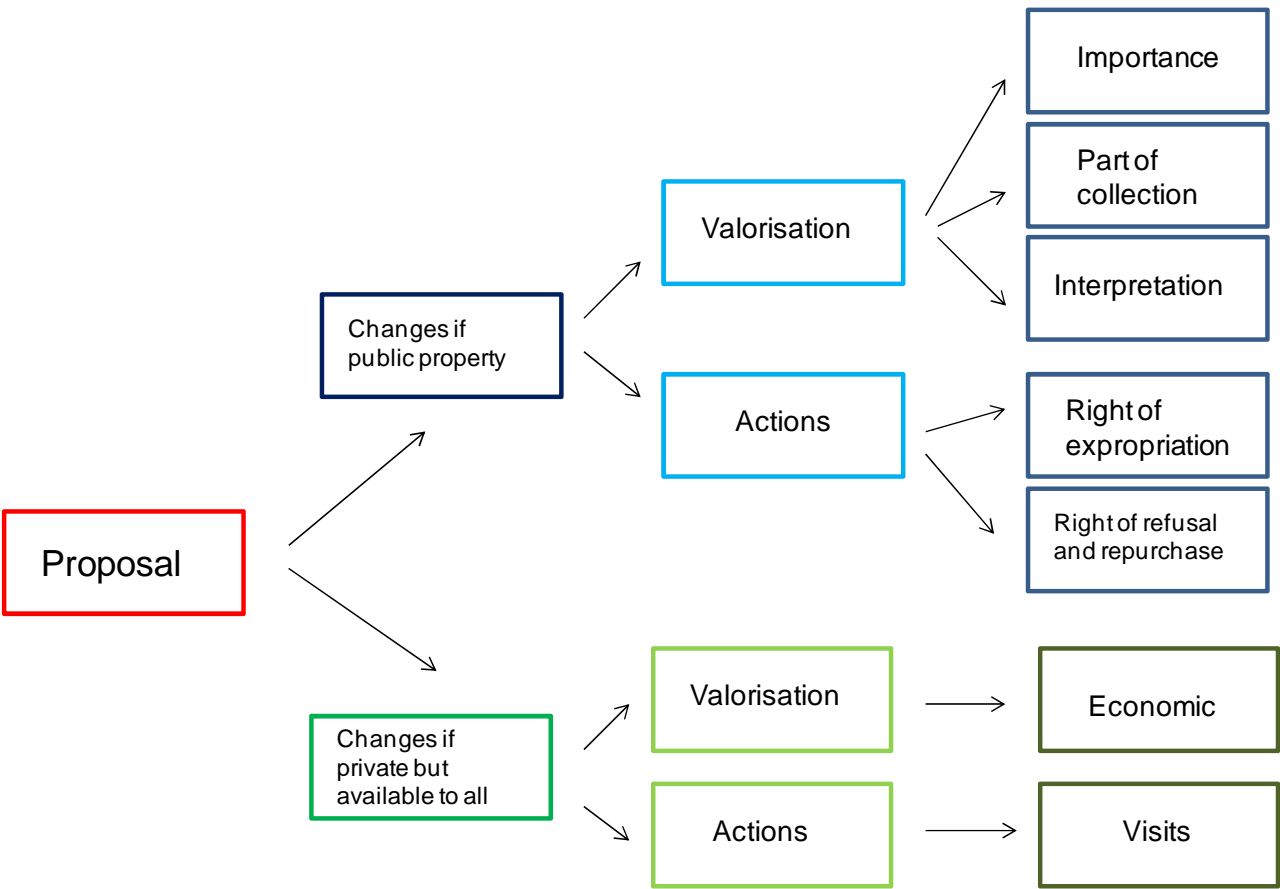 Importance
Part of
collection
Valorisation
Interpretation
Changes if
public property
Actions
Right of
expropriation
Right of refusal
and repurchase
Proposal
Valorisation
Economic
Changes if
private but
available to all
Actions
Visits